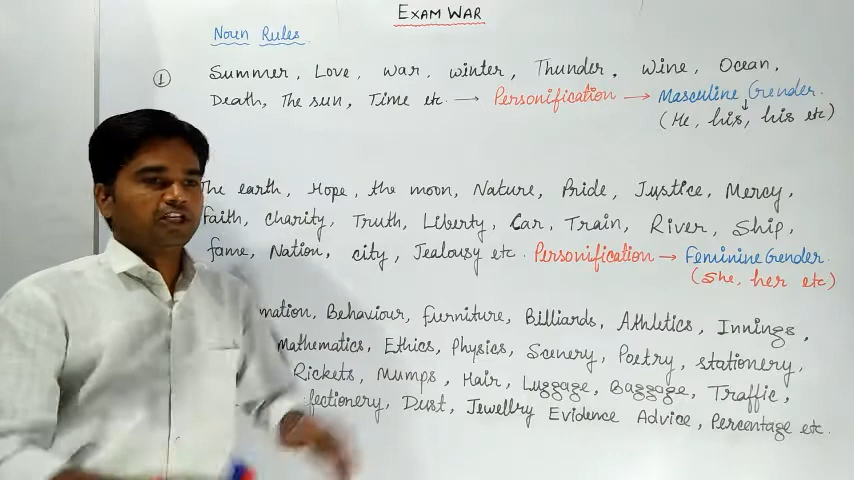 EXAM WAR
Noun Rules.
① Summer, Love, war, winter, Thunder, wine, Ocean,
Death, The sun, Time etc. → Personification → Masculine Gender.
(He, his, his etc)
The earth, Hope, the moon, Nature, Pride, Justice, Mercy,
Faith, charity, Truth, Liberty, Car, Train, River, Ship,
fame, Nation, city, Jealousy etc. Personification → Feminine Gender.
(she, her etc)
mation, Behaviour, furniture, Billiards, Athletics, Innings,
mathematics, Ethics, Physics, Scenery, Poetry, stationery,
Rickets, Mumps, Hair, Luggage, Baggage, Traffic,
fectionery, Dust, Jewellry Evidence Advice, Percentage etc.